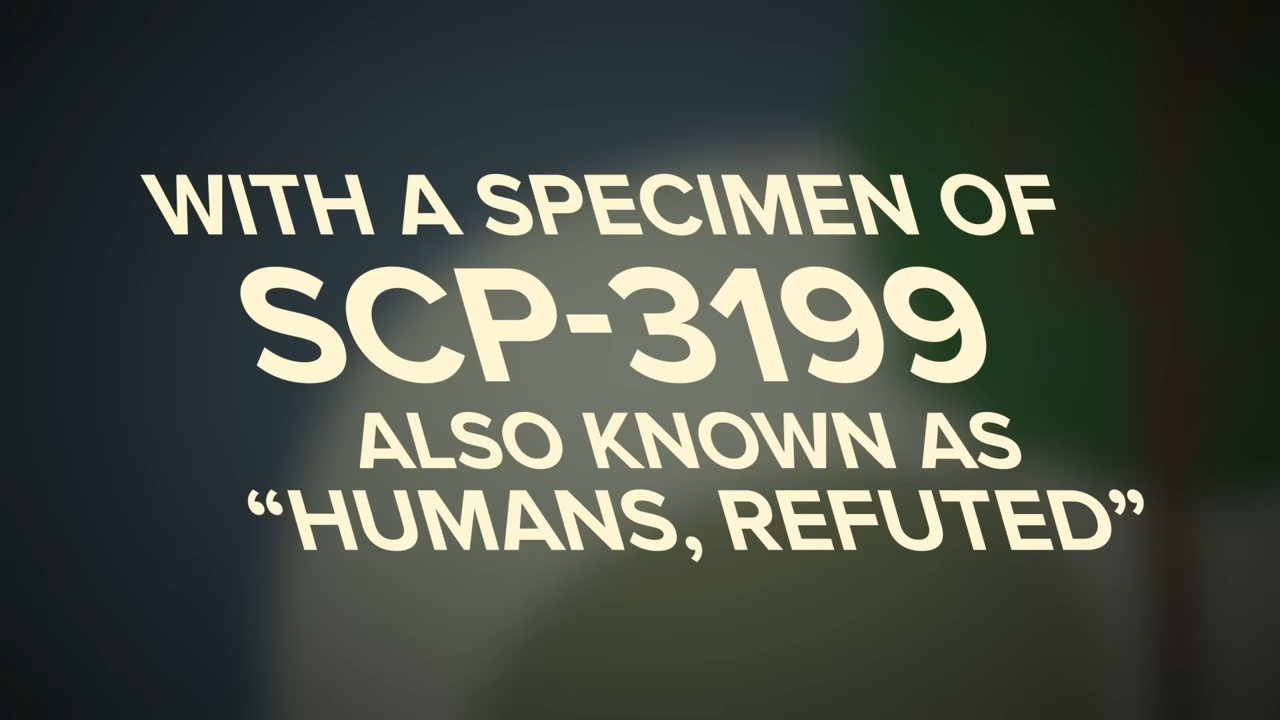 WITH A SPECIMEN OF
SCP-3199
ALSO KNOWN AS
“HUMANS, REFUTED”